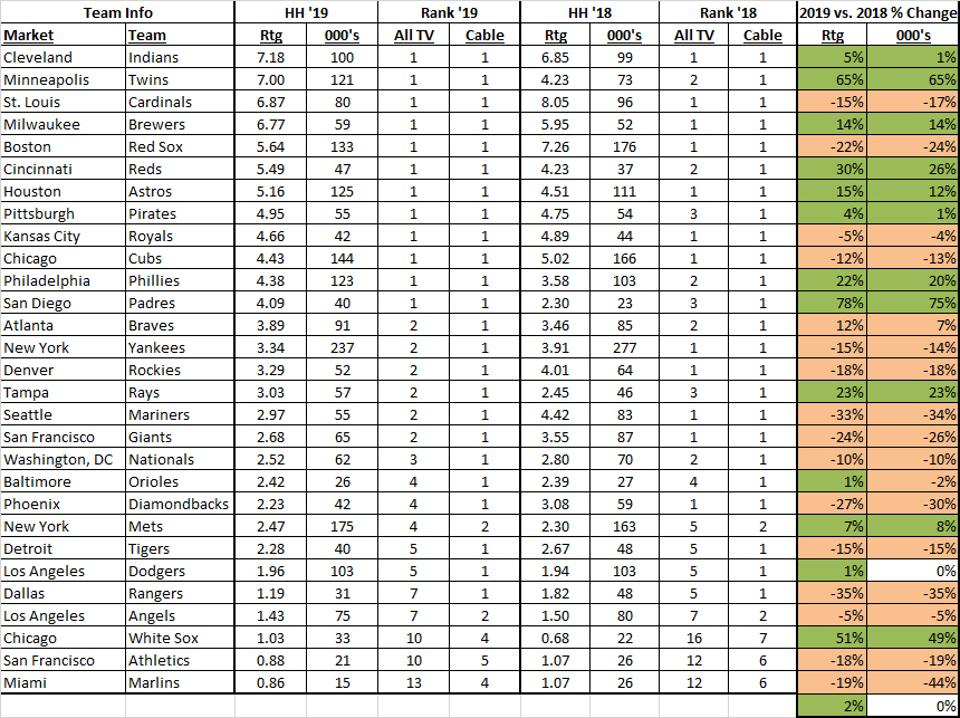 Team Info HH '19 Rank '19 HH '18 Rank '18 2019 vs. 2018 % Change
Market Team Rtg 000's All TV Cable Rtg 000's All TV Cable Rtg 000's
Cleveland Indians 7.18 100 1 1 6.85 99 1 1 5% 1%
Minneapolis Twins 7.00 121 1 1 4.23 73 2 1 65% 65%
St. Louis Cardinals 6.87 80 1 1 8.05 96 1 1 -15% -17%
Milwaukee Brewers 6.77 59 1 1 5.95 52 1 1 14% 14%
Boston Red Sox 5.64 133 1 1 7.26 176 1 1 -22% -24%
Cincinnati Reds 5.49 47 1 1 4.23 37 2 1 30% 26%
Houston Astros 5.16 125 1 1 4.51 111 1 1 15% 12%
Pittsburgh Pirates 4.95 55 1 1 4.75 54 3 1 4% 1%
Kansas City Royals 4.66 42 1 1 4.89 44 1 1 -5% -4%
Chicago Cubs 4.43 144 1 1 5.02 166 1 1 -12% -13%
Philadelphia Phillies 4.38 123 1 1 3.58 103 2 1 22% 20%
San Diego Padres 4.09 40 1 1 2.30 23 3 1 78% 75%
Atlanta Braves 3.89 91 2 1 3.46 85 2 1 12% 7%
New York Yankees 3.34 237 2 1 3.91 277 1 1 -15% -14%
Denver Rockies 3.29 52 2 1 4.01 64 1 1 -18% -18%
Tampa Rays 3.03 57 2 1 2.45 46 3 1 23% 23%
Seattle Mariners 2.97 55 2 1 4.42 83 1 1 -33% -34%
San Francisco Giants 2.68 65 2 1 3.55 87 1 1 -24% -26%
Washington, DC Nationals 2.52 62 3 1 2.80 70 2 1 -10% -10%
Baltimore Orioles 2.42 26 4 1 2.39 27 4 1 1% -2%
Phoenix Diamondbacks 2.23 42 4 1 3.08 59 1 1 -27% -30%
New York Mets 2.47 175 4 2 2.30 163 5 2 7% 8%
Detroit Tigers 2.28 40 5 1 2.67 48 5 1 -15% -15%
Los Angeles Dodgers 1.96 103 5 1 1.94 103 5 1 1% 0%
Dallas Rangers 1.19 31 7 1 1.82 48 5 1 -35% -35%
Los Angeles Angels 1.43 75 7 2 1.50 80 7 2 -5% -5%
Chicago White Sox 1.03 33 10 4 0.68 22 16 7 51% 49%
San Francisco Athletics 0.88 21 10 5 1.07 26 12 6 -18% -19%
Miami Marlins 0.86 15 13 4 1.07 26 12 6 -19% -44%
2% 0%